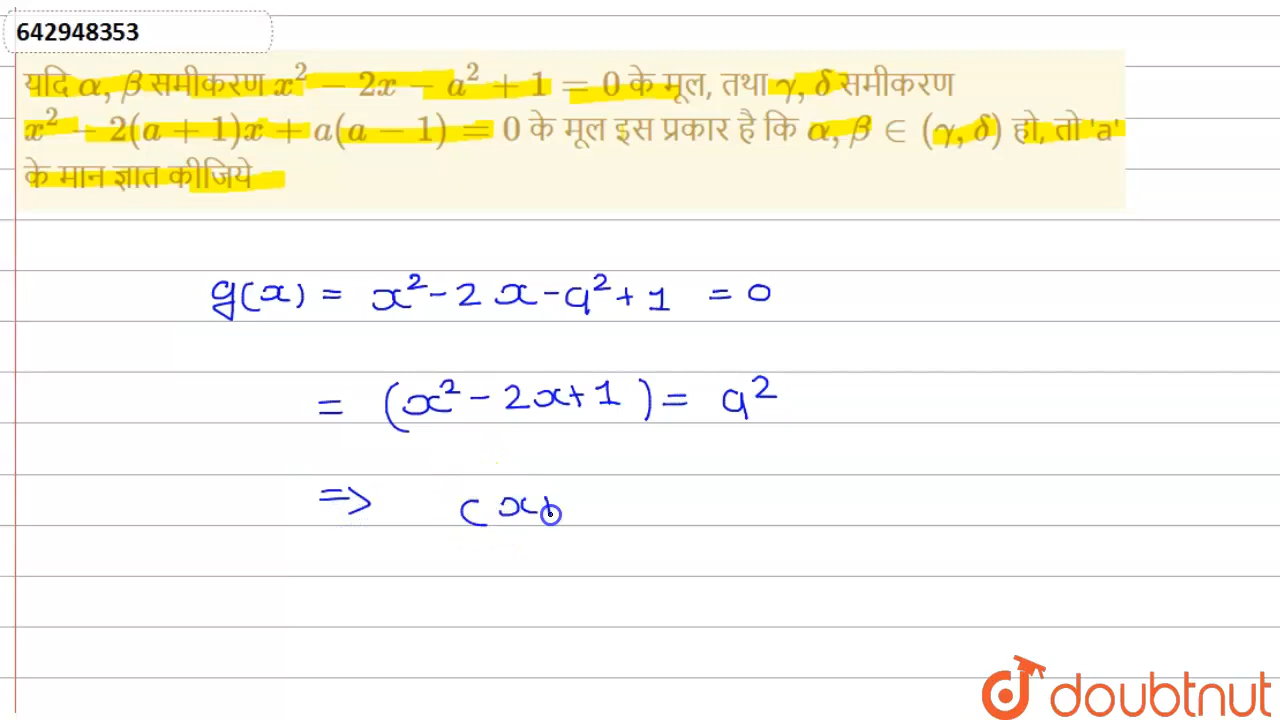 642948353
यदि α, β समीकरण x² − 2x − a² + 1 = 0 के मूल, तथा γ, δ समीकरण
x² − 2(a + 1)x + a(a − 1) = 0 के मूल इस प्रकार है कि α, β ∈ (γ, δ) हो, तो 'a'
के मान ज्ञात कीजिये
g(x) = x² - 2x - a² + 1 = 0
= (x² - 2x + 1) = a²
=> (x
doubtnut